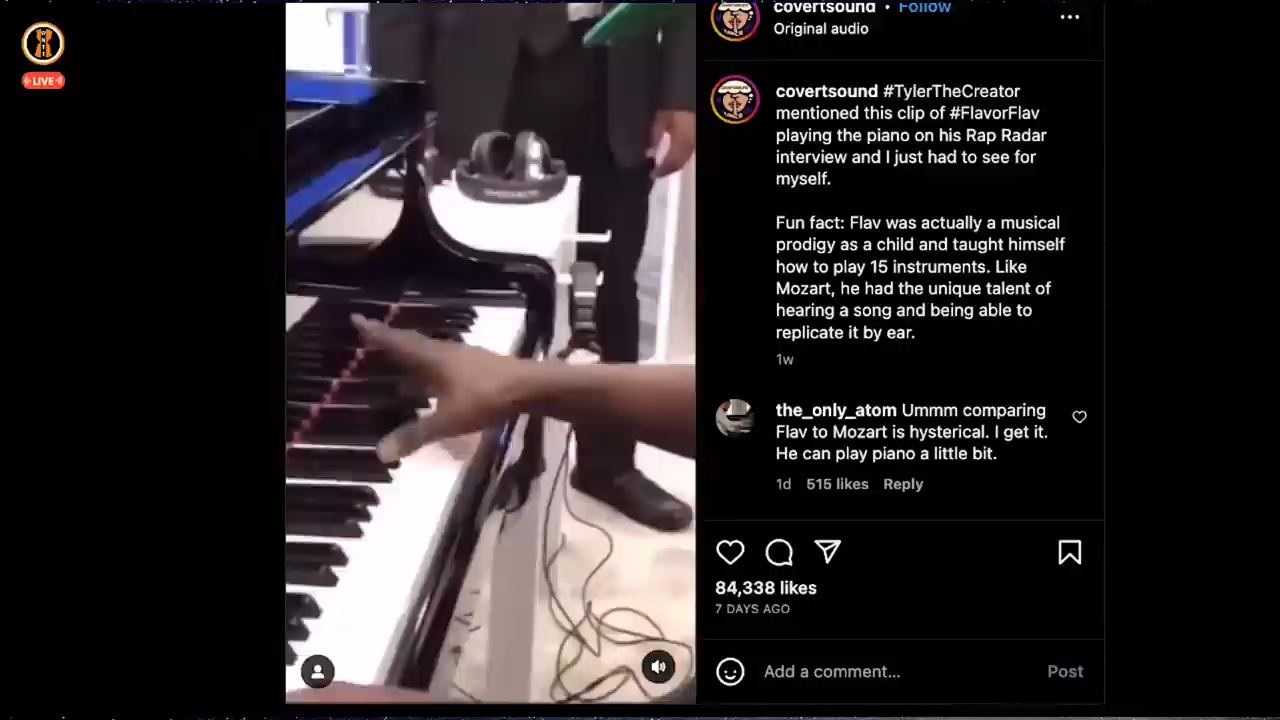 LIVE
covertsound • Follow
Original audio
covertsound #TylerTheCreator
mentioned this clip of #FlavorFlav
playing the piano on his Rap Radar
interview and I just had to see for
myself.
Fun fact: Flav was actually a musical
prodigy as a child and taught himself
how to play 15 instruments. Like
Mozart, he had the unique talent of
hearing a song and being able to
replicate it by ear.
1w
the_only_atom Ummm comparing
Flav to Mozart is hysterical. I get it.
He can play piano a little bit.
1d 515 likes Reply
84,338 likes
7 DAYS AGO
Add a comment... Post